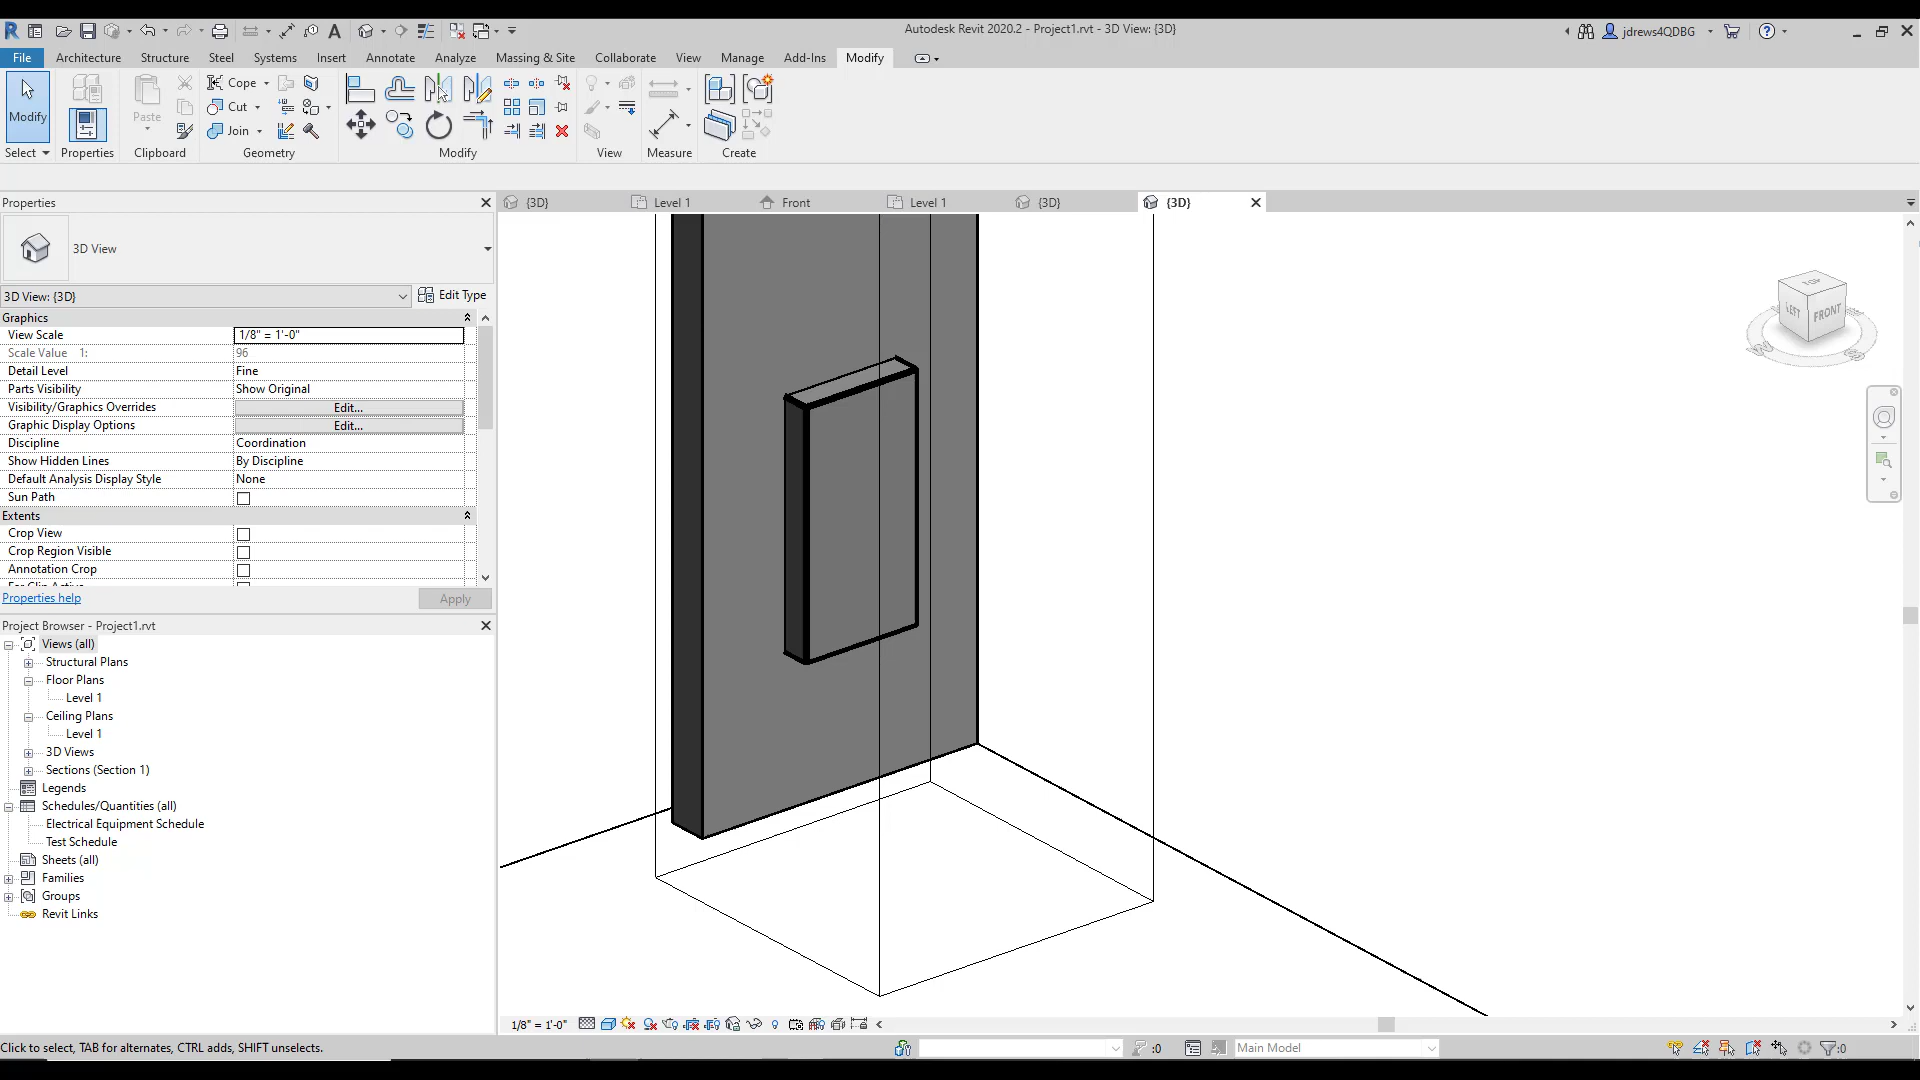 Autodesk Revit 2020.2 - Project1.rvt - 3D View: {3D}
jdrews4QDBG
File Architecture Structure Steel Systems Insert Annotate Analyze Massing & Site Collaborate View Manage Add-Ins Modify
Modify
Paste
Cope
Cut
Join
Select Properties Clipboard Geometry Modify View Measure Create
Properties
{3D} Level 1 Front Level 1 {3D} {3D}
3D View
3D View: {3D} Edit Type
Graphics
View Scale 1/8" = 1'-0"
Scale Value 1: 96
Detail Level Fine
Parts Visibility Show Original
Visibility/Graphics Overrides Edit...
Graphic Display Options Edit...
Discipline Coordination
Show Hidden Lines By Discipline
Default Analysis Display Style None
Sun Path
Extents
Crop View
Crop Region Visible
Annotation Crop
Properties help Apply
Project Browser - Project1.rvt
Views (all)
Structural Plans
Floor Plans
Level 1
Ceiling Plans
Level 1
3D Views
Sections (Section 1)
Legends
Schedules/Quantities (all)
Electrical Equipment Schedule
Test Schedule
Sheets (all)
Families
Groups
Revit Links
TOP
LEFT FRONT
W S
1/8" = 1'-0"
Click to select, TAB for alternates, CTRL adds, SHIFT unselects.
:0
Main Model
:0